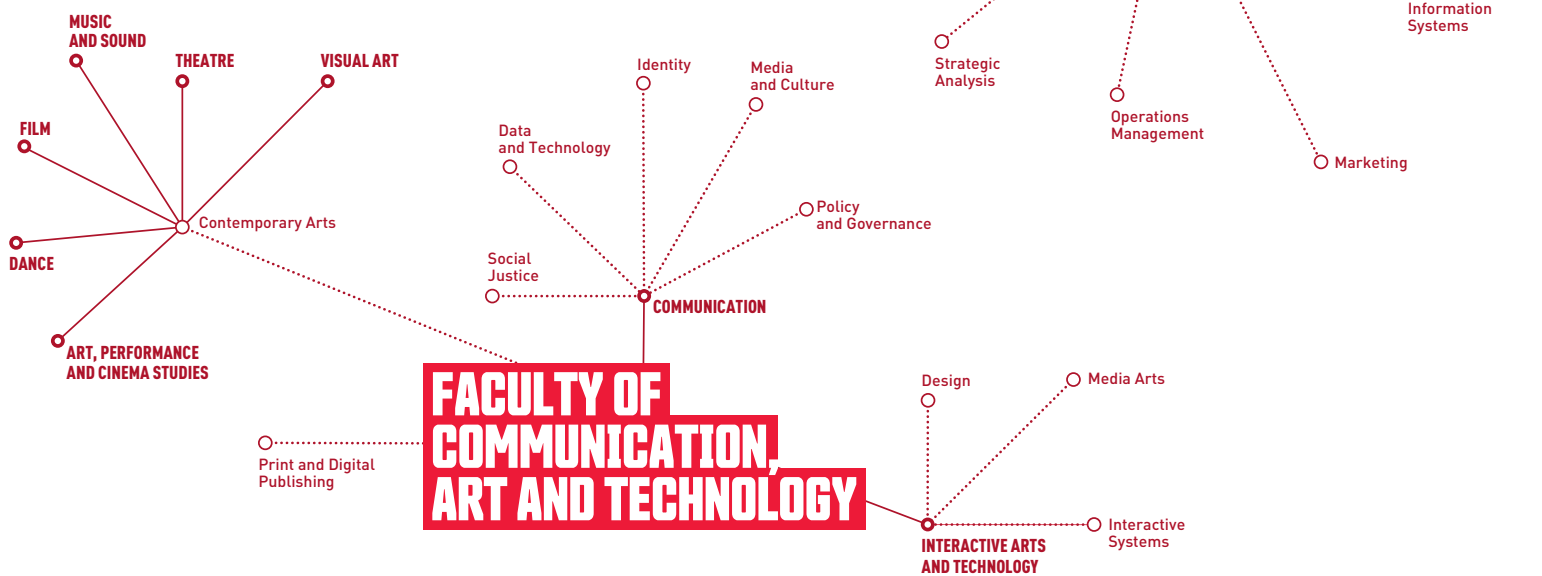 MUSIC
AND SOUND
THEATRE
VISUAL ART
FILM
Contemporary Arts
DANCE
ART, PERFORMANCE
AND CINEMA STUDIES
Identity
Media
and Culture
Data
and Technology
Policy
and Governance
Social
Justice
COMMUNICATION
Strategic
Analysis
Operations
Management
Marketing
Information
Systems
FACULTY OF
COMMUNICATION,
ART AND TECHNOLOGY
Print and Digital
Publishing
Design
Media Arts
Interactive
Systems
INTERACTIVE ARTS
AND TECHNOLOGY